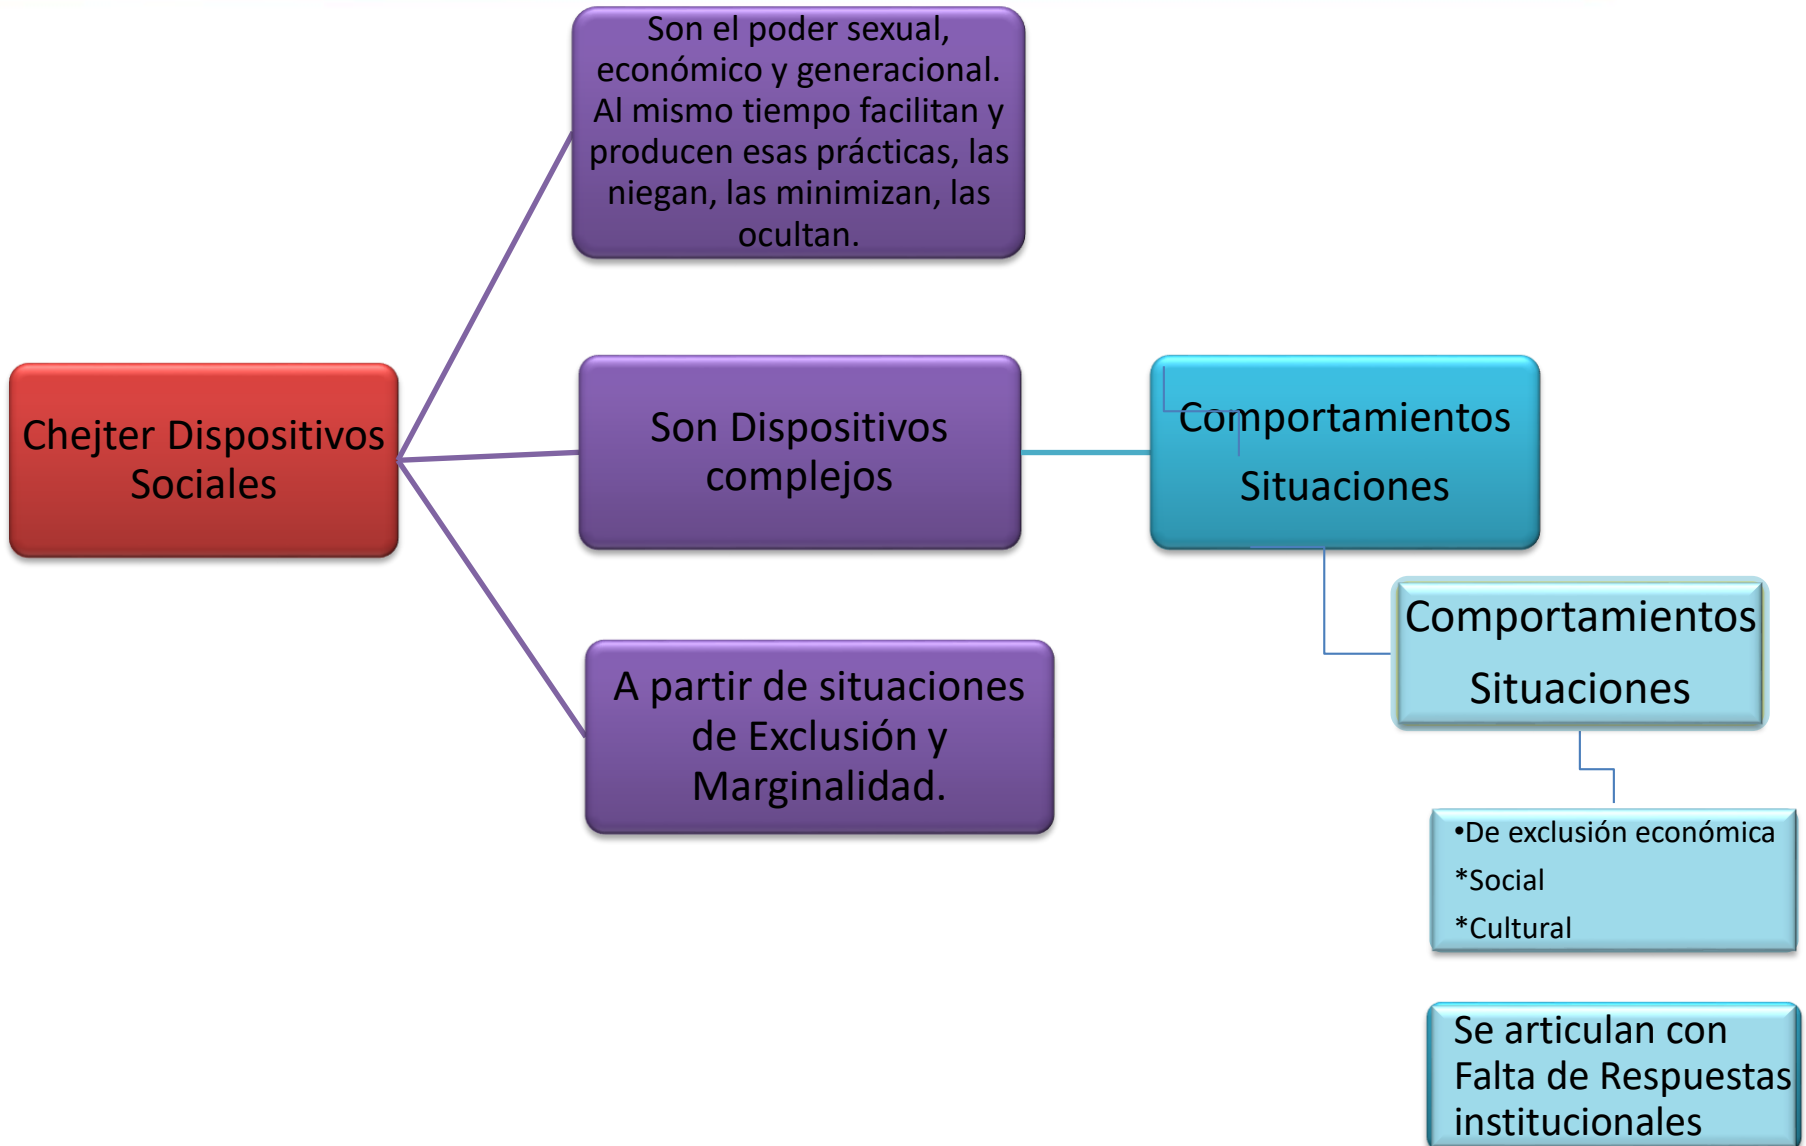 Son el poder sexual,
económico y generacional.
Al mismo tiempo facilitan y
producen esas prácticas, las
niegan, las minimizan, las
ocultan.
Chejter Dispositivos
Sociales
Son Dispositivos
complejos
Comportamientos
Situaciones
Comportamientos
Situaciones
A partir de situaciones
de Exclusión y
Marginalidad.
•De exclusión económica
*Social
*Cultural
Se articulan con
Falta de Respuestas
institucionales